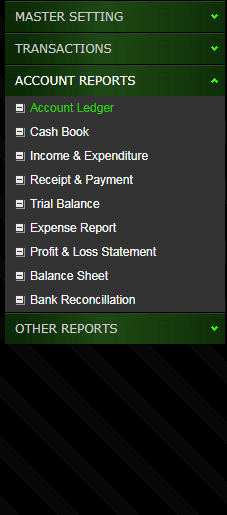 MASTER SETTING
TRANSACTIONS
ACCOUNT REPORTS
Account Ledger
Cash Book
Income & Expenditure
Receipt & Payment
Trial Balance
Expense Report
Profit & Loss Statement
Balance Sheet
Bank Reconcillation
OTHER REPORTS